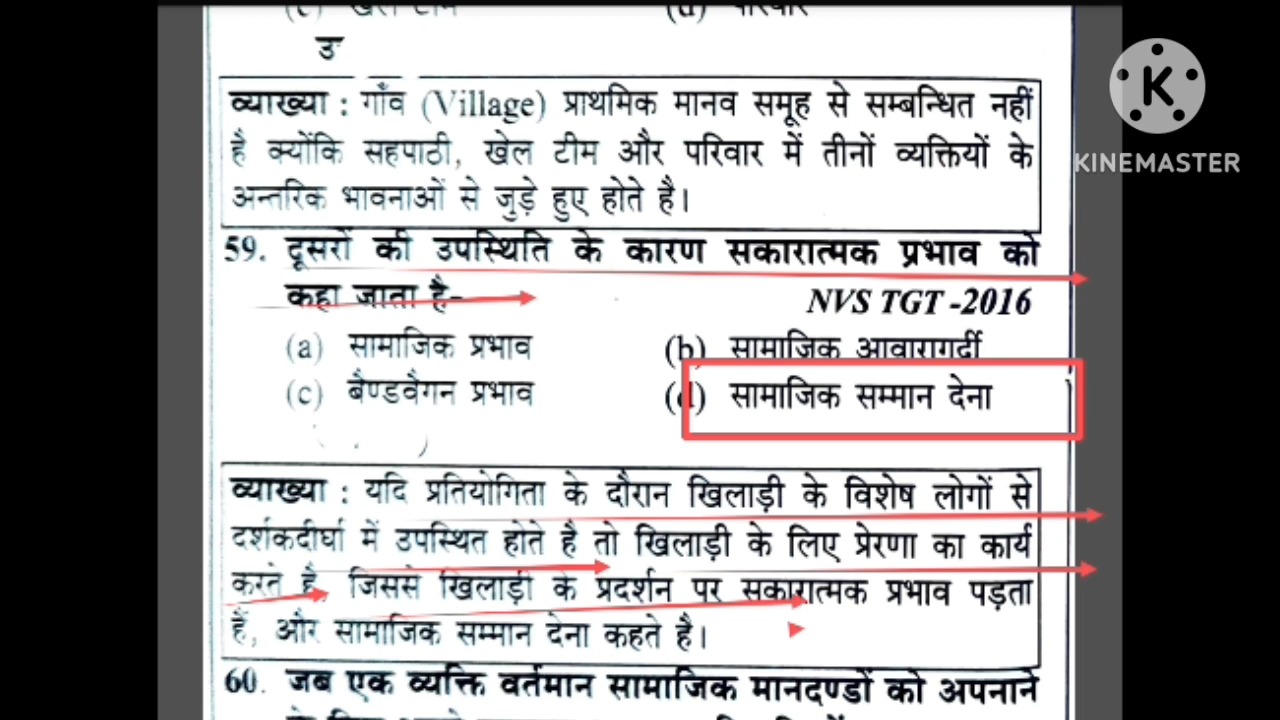 व्याख्या : गाँव (Village) प्राथमिक मानव समूह से सम्बन्धित नहीं
है क्योंकि सहपाठी, खेल टीम और परिवार में तीनों व्यक्तियों के
अन्तरिक भावनाओं से जुड़े हुए होते है।
59. दूसरों की उपस्थिति के कारण सकारात्मक प्रभाव को
कहा जाता है-
NVS TGT -2016
(a) सामाजिक प्रभाव (b) सामाजिक आवारागर्दी
(c) बैण्डवैगन प्रभाव (d) सामाजिक सम्मान देना
व्याख्या : यदि प्रतियोगिता के दौरान खिलाड़ी के विशेष लोगों से
दर्शकदीर्घा में उपस्थित होते है तो खिलाड़ी के लिए प्रेरणा का कार्य
करते है, जिससे खिलाड़ी के प्रदर्शन पर सकारात्मक प्रभाव पड़ता
है, और सामाजिक सम्मान देना कहते है।
60. जब एक व्यक्ति वर्तमान सामाजिक मानदण्डों को अपनाने
K
KINEMASTER